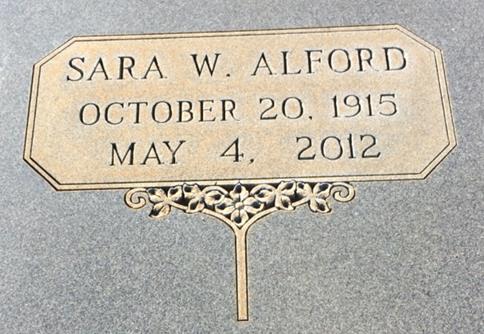 SARA W. ALFORD
OCTOBER 20, 1915
MAY 4, 2012